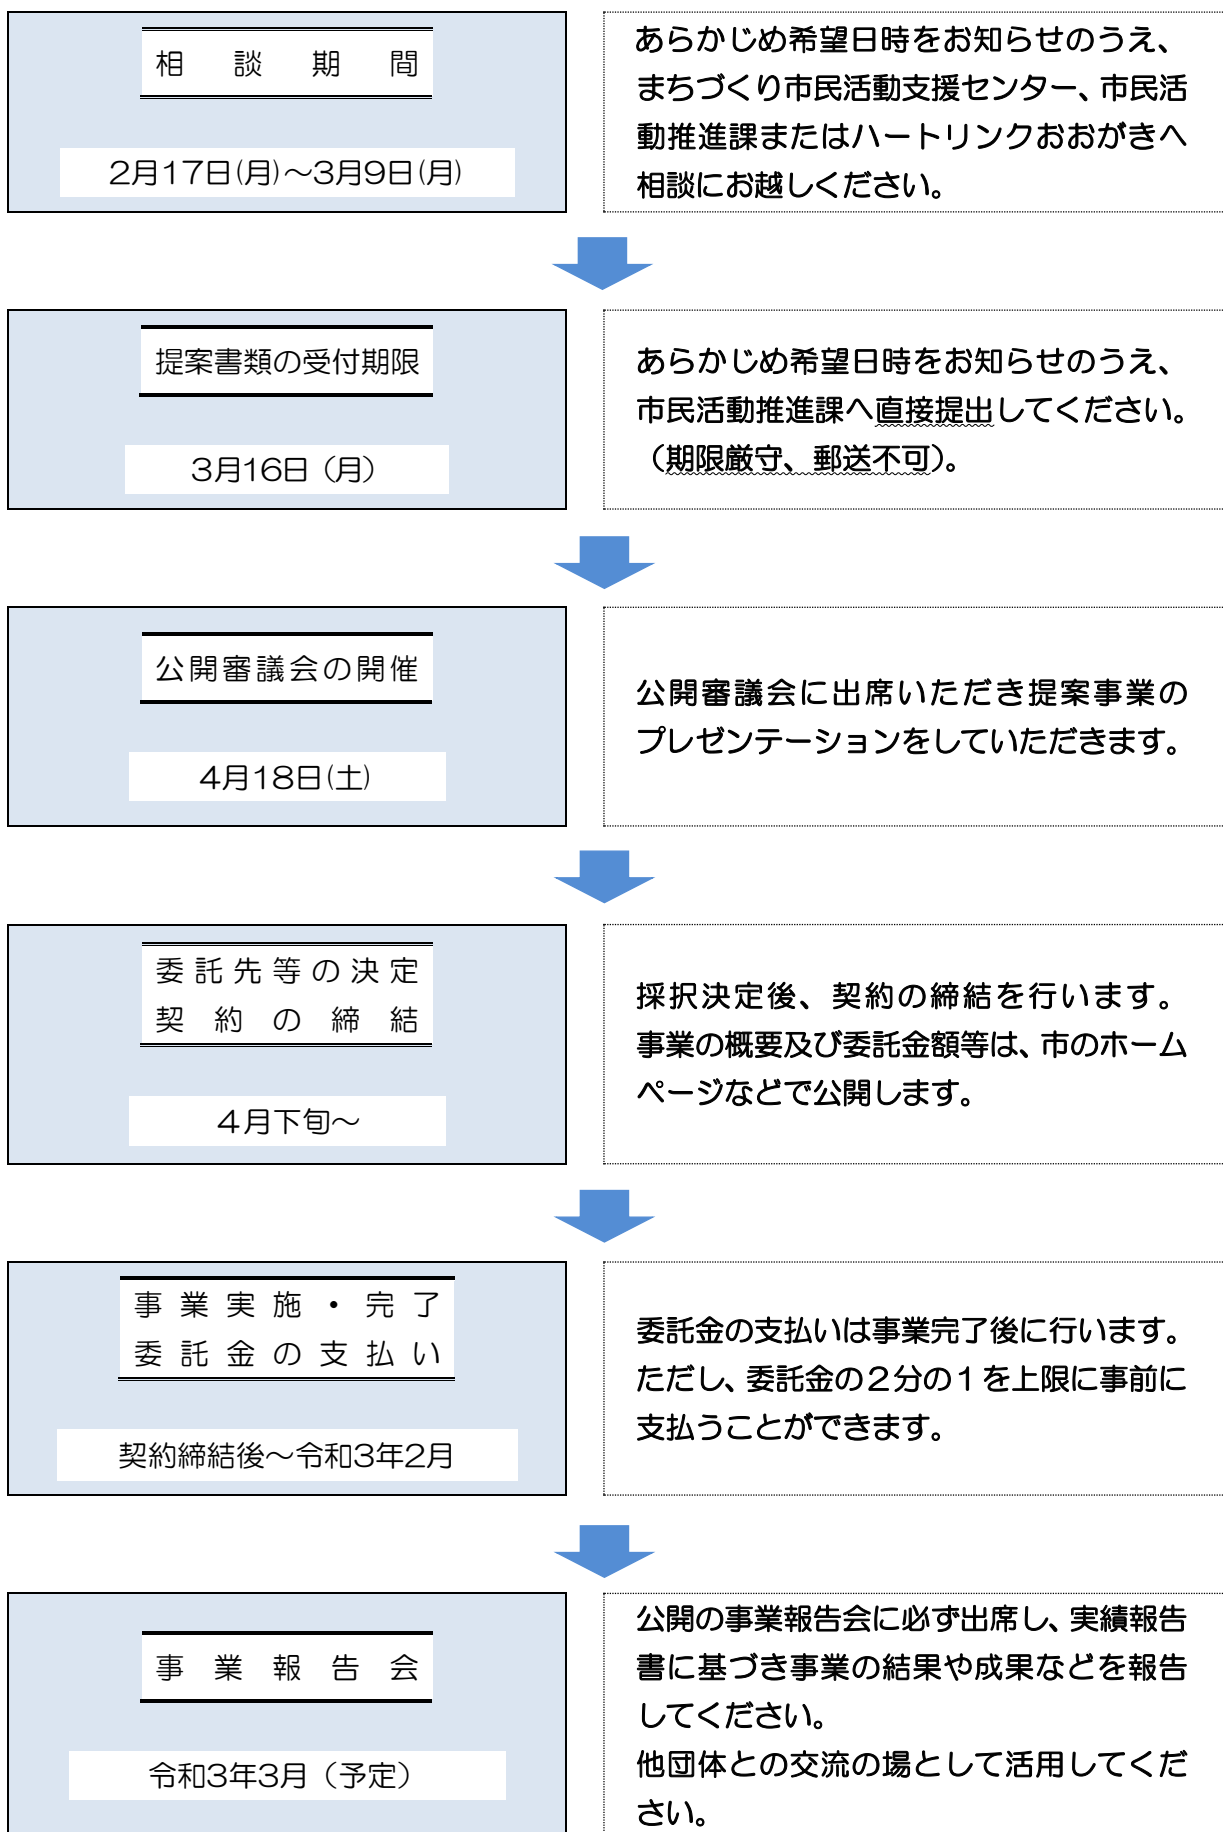 相談期間
2月17日(月)～3月9日(月)
あらかじめ希望日時をお知らせのうえ、
まちづくり市民活動支援センター、市民活
動推進課またはハートリンクおおがきへ
相談にお越しください。
提案書類の受付期限
3月16日（月）
あらかじめ希望日時をお知らせのうえ、
市民活動推進課へ直接提出してください。
（期限厳守、郵送不可）。
公開審議会の開催
4月18日(土)
公開審議会に出席いただき提案事業の
プレゼンテーションをしていただきます。
委託先等の決定
契約の締結
４月下旬～
採択決定後、契約の締結を行います。
事業の概要及び委託金額等は、市のホーム
ページなどで公開します。
事業実施・完了
委託金の支払い
契約締結後～令和3年2月
委託金の支払いは事業完了後に行います。
ただし、委託金の２分の１を上限に事前に
支払うことができます。
事業報告会
令和3年3月（予定）
公開の事業報告会に必ず出席し、実績報告
書に基づき事業の結果や成果などを報告
してください。
他団体との交流の場として活用してくだ
さい。